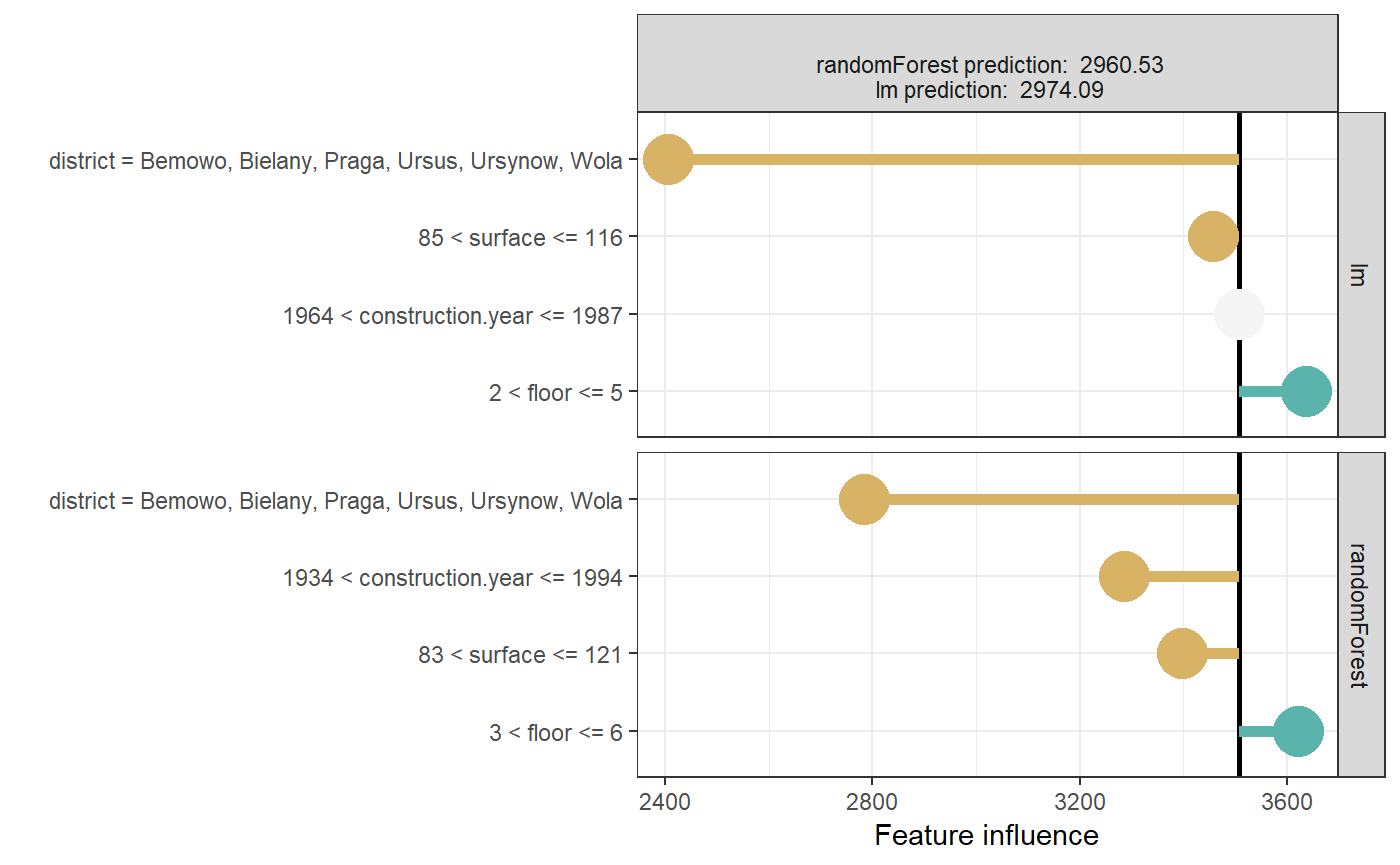 randomForest prediction:  2960.53
lm prediction:  2974.09
district = Bemowo, Bielany, Praga, Ursus, Ursynow, Wola
85 < surface <= 116
1964 < construction.year <= 1987
2 < floor <= 5
lm
district = Bemowo, Bielany, Praga, Ursus, Ursynow, Wola
1934 < construction.year <= 1994
83 < surface <= 121
3 < floor <= 6
randomForest
2400 2800 3200 3600
Feature influence